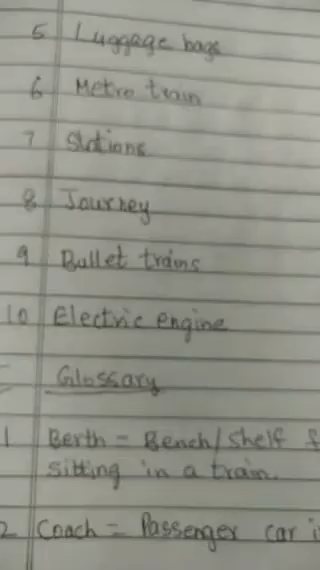 5 Luggage bags
6 Metro train
7 Stations
8 Journey
9 Bullet trains
10 Electric engine
Glossary
1 Berth = Bench/shelf f
sitting in a train.
2 Coach = Passenger car i